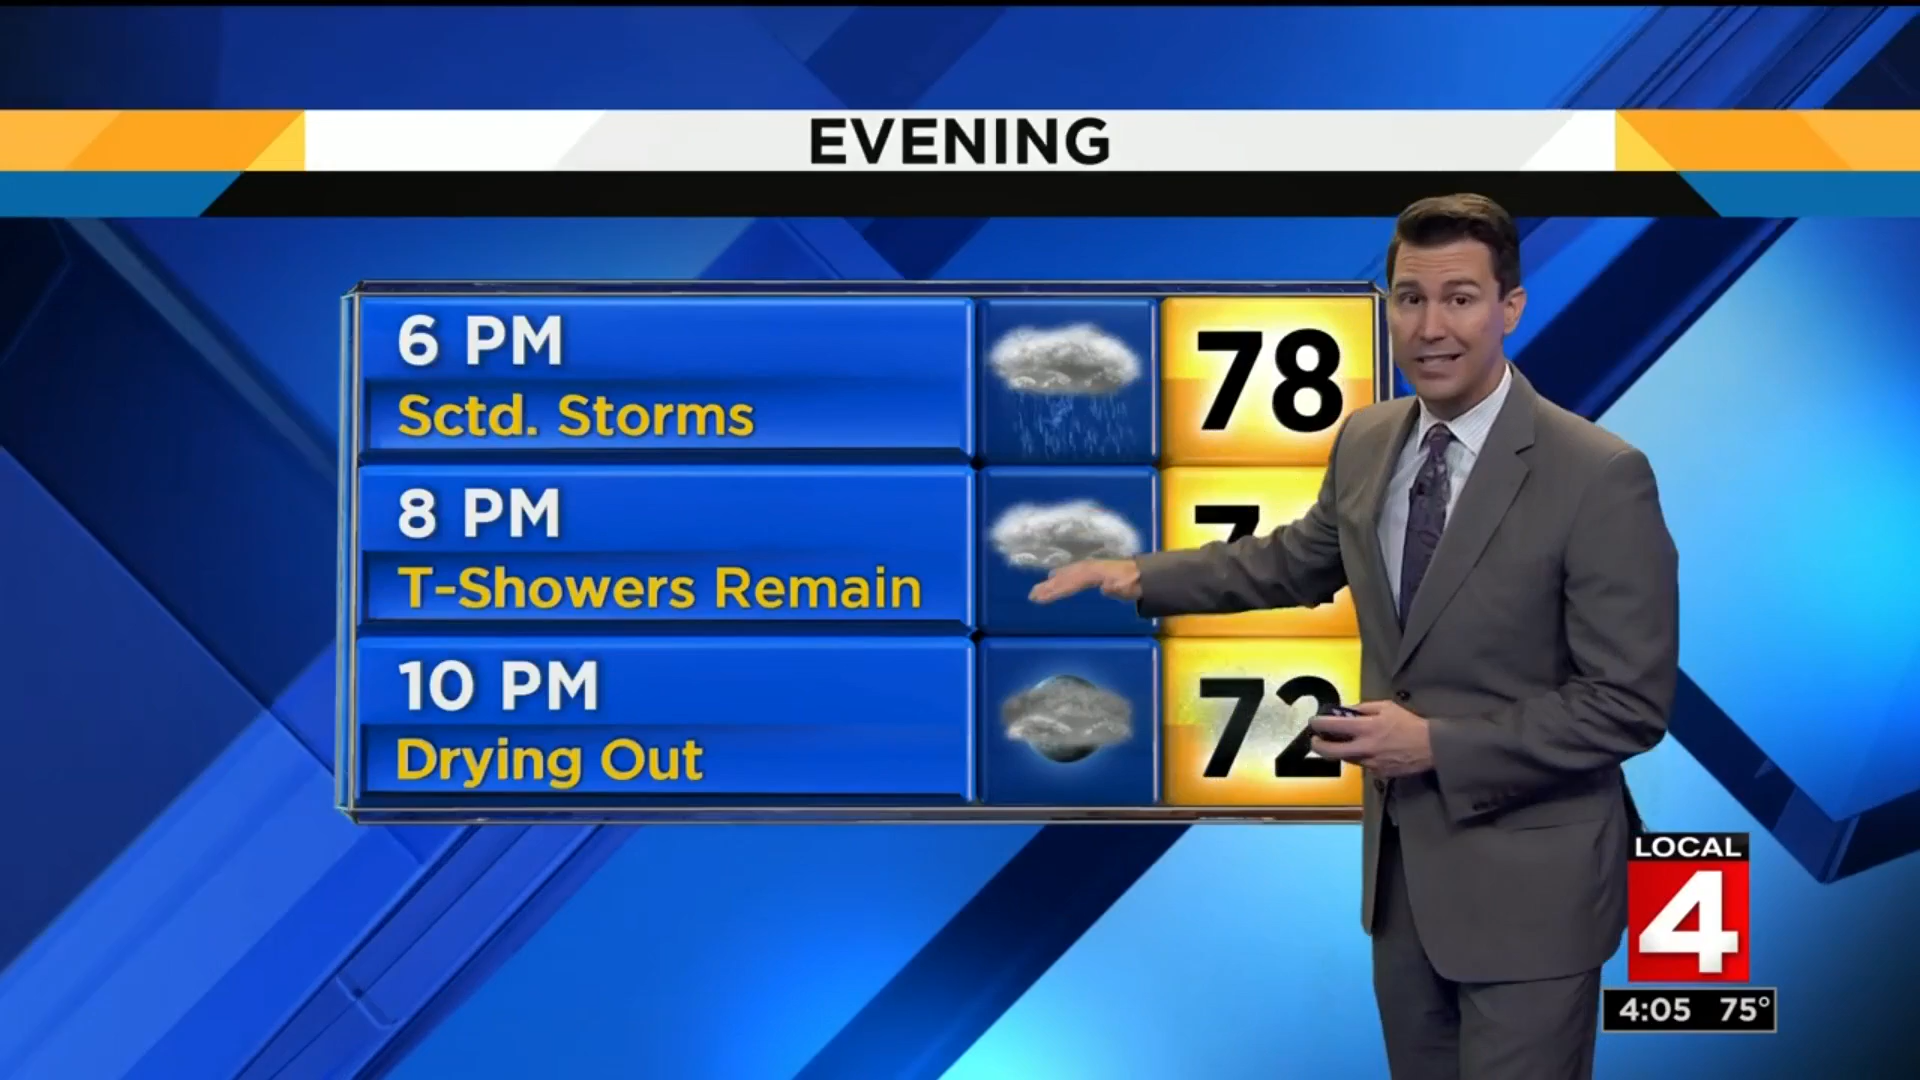 EVENING
6 PM
Sctd. Storms
78
8 PM
T-Showers Remain
10 PM
Drying Out
72
LOCAL
4
4:05 75°